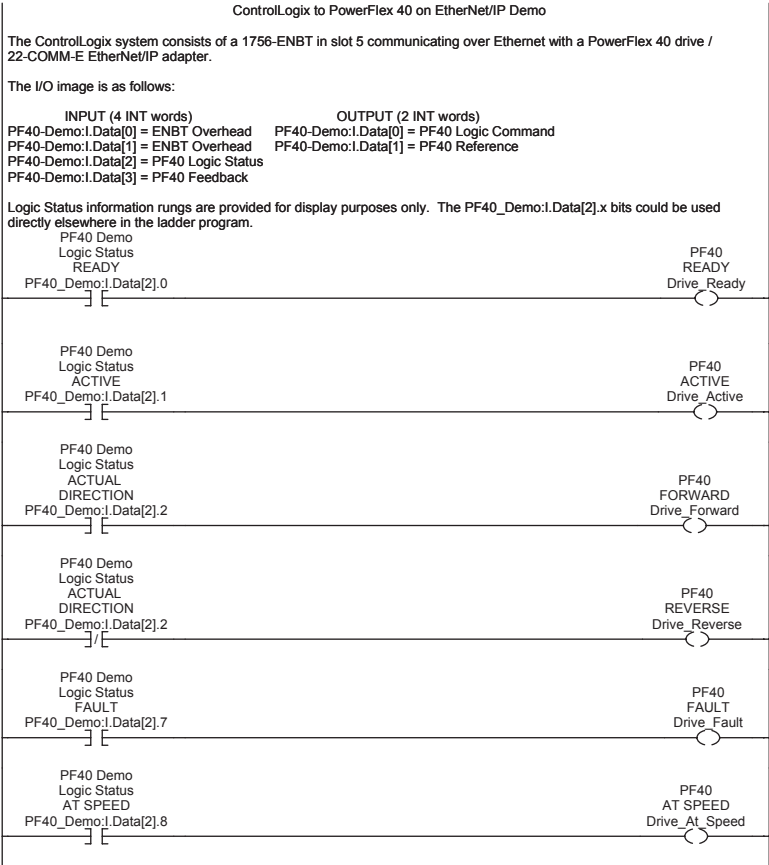 ControlLogix to PowerFlex 40 on EtherNet/IP Demo
The ControlLogix system consists of a 1756-ENBT in slot 5 communicating over Ethernet with a PowerFlex 40 drive /
22-COMM-E EtherNet/IP adapter.
The I/O image is as follows:
INPUT (4 INT words) OUTPUT (2 INT words)
PF40-Demo:I.Data[0] = ENBT Overhead PF40-Demo:I.Data[0] = PF40 Logic Command
PF40-Demo:I.Data[1] = ENBT Overhead PF40-Demo:I.Data[1] = PF40 Reference
PF40-Demo:I.Data[2] = PF40 Logic Status
PF40-Demo:I.Data[3] = PF40 Feedback
Logic Status information rungs are provided for display purposes only. The PF40_Demo:I.Data[2].x bits could be used
directly elsewhere in the ladder program.
PF40 Demo
Logic Status
READY
PF40_Demo:I.Data[2].0
PF40
READY
Drive_Ready
PF40 Demo
Logic Status
ACTIVE
PF40_Demo:I.Data[2].1
PF40
ACTIVE
Drive_Active
PF40 Demo
Logic Status
ACTUAL
DIRECTION
PF40_Demo:I.Data[2].2
PF40
FORWARD
Drive_Forward
PF40 Demo
Logic Status
ACTUAL
DIRECTION
PF40_Demo:I.Data[2].2
PF40
REVERSE
Drive_Reverse
PF40 Demo
Logic Status
FAULT
PF40_Demo:I.Data[2].7
PF40
FAULT
Drive_Fault
PF40 Demo
Logic Status
AT SPEED
PF40_Demo:I.Data[2].8
PF40
AT SPEED
Drive_At_Speed